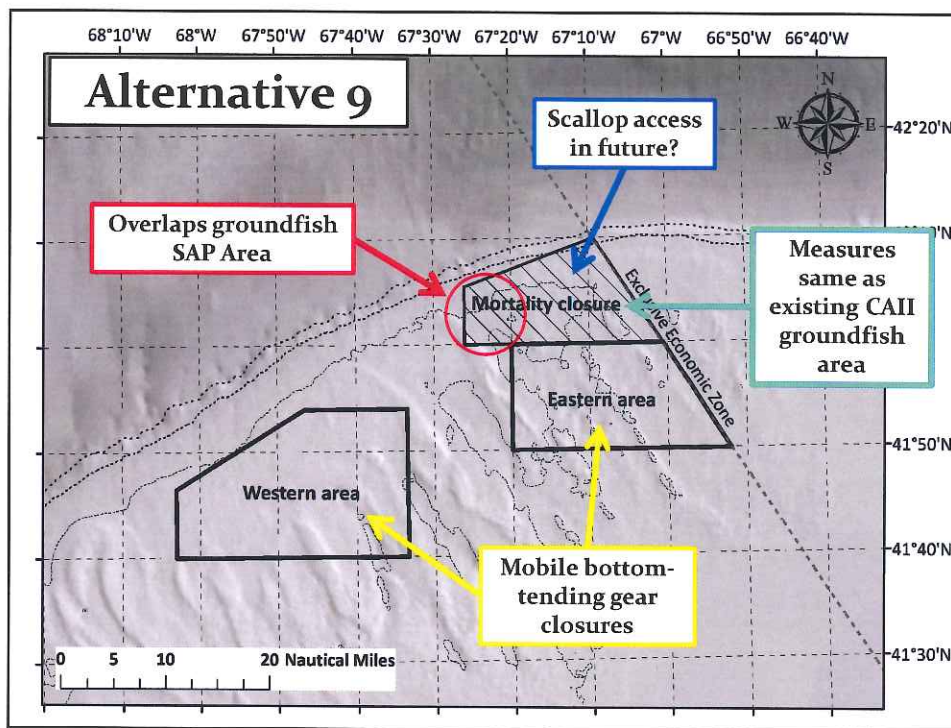 68°10'W 68°W 67°50'W 67°40'W 67°30'W 67°20'W 67°10'W 67°W 66°50'W 66°40'W
Alternative 9
Scallop access
in future?
N
W E
S
42°20'N
Overlaps groundfish
SAP Area
0'N
Measures
same as
existing CAII
groundfish
area
Mortality closure
Exclusive Economic Zone
Eastern area
41°50'N
Western area
41°40'N
Mobile bottom-
tending gear
closures
41°30'N
0 5 10 20 Nautical Miles